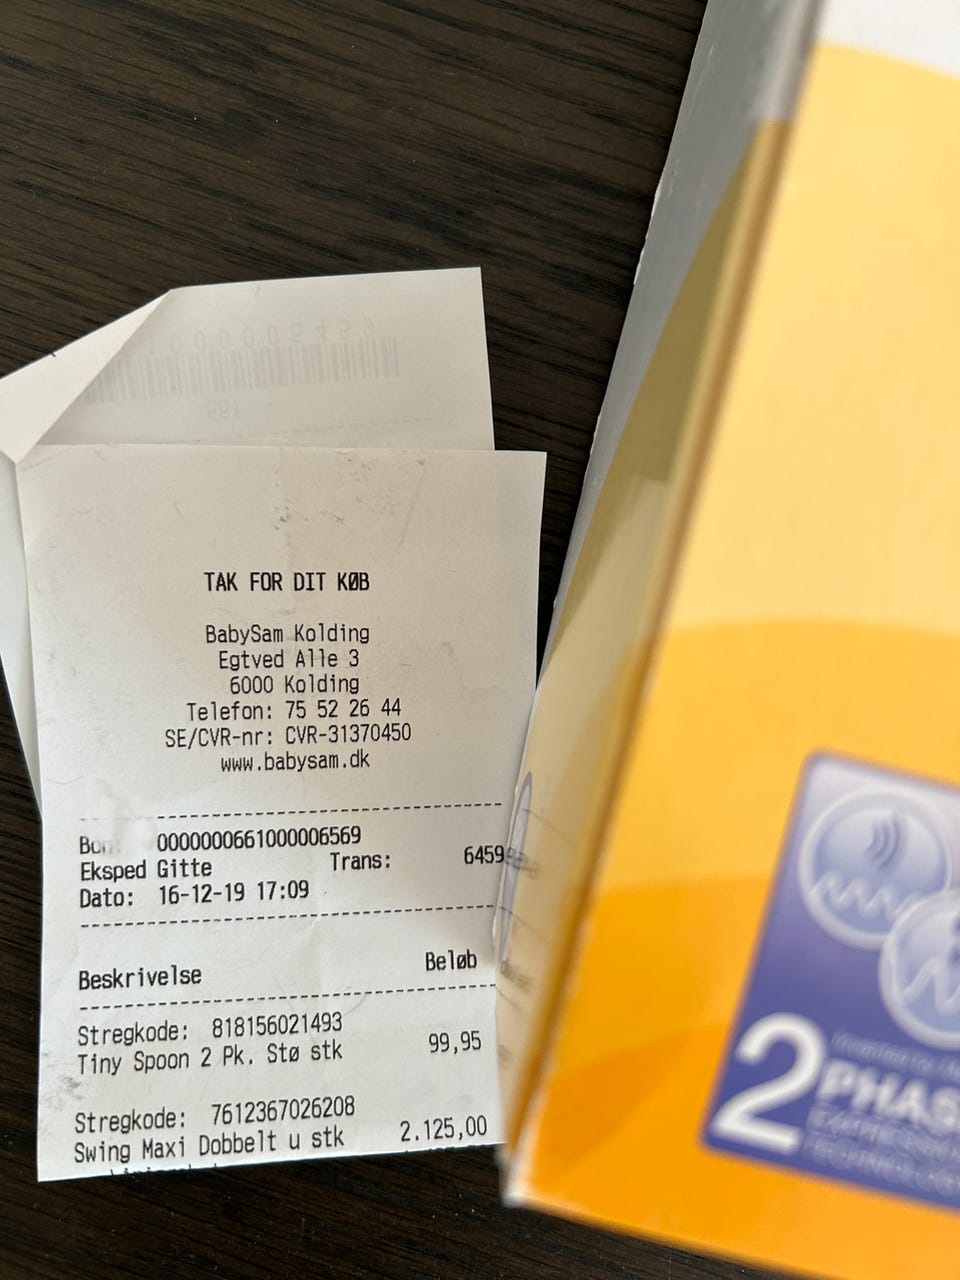 TAK FOR DIT KØB
BabySam Kolding
Egtved Alle 3
6000 Kolding
Telefon: 75 52 26 44
SE/CVR-nr: CVR-31370450
www.babysam.dk
Bon: 0000000661000006569
Eksped Gitte Trans: 6459
Dato: 16-12-19 17:09
Beskrivelse Beløb
Stregkode: 818156021493
Tiny Spoon 2 Pk. Stø stk 99,95
Stregkode: 7612367026208
Swing Maxi Dobbelt u stk 2.125,00
2